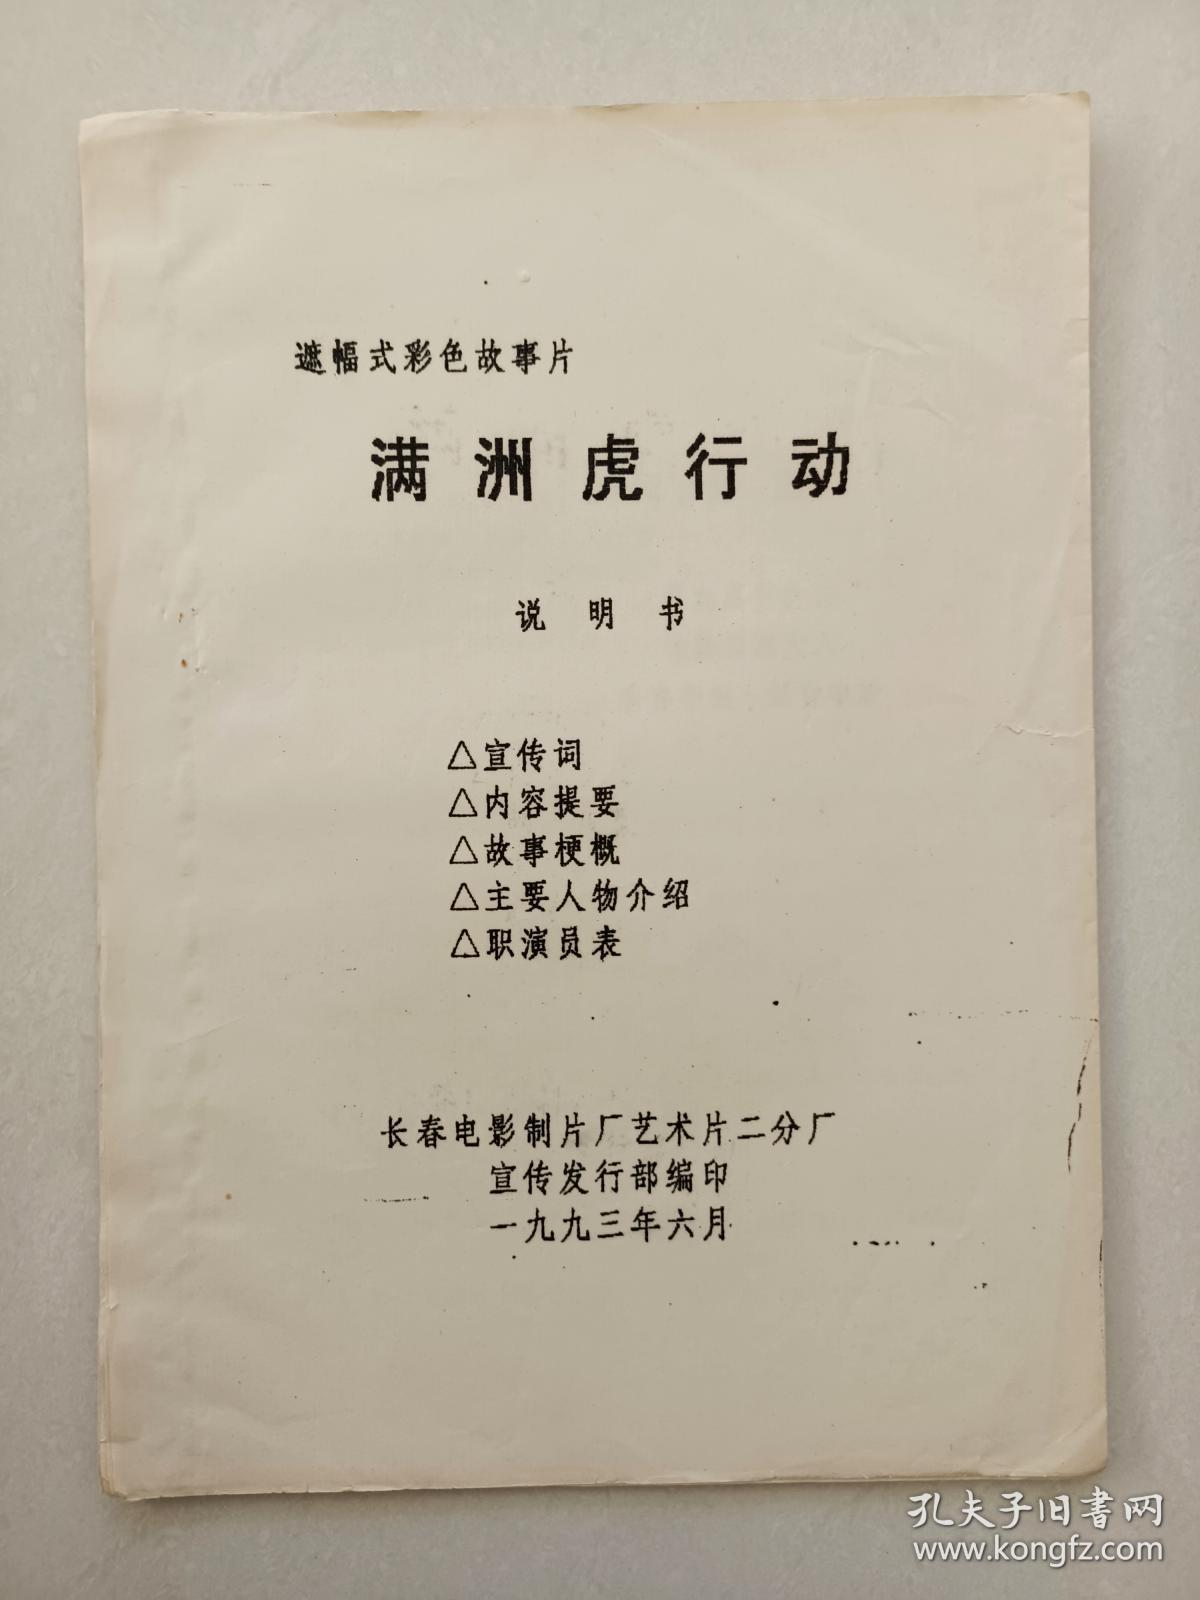 遮幅式彩色故事片
满洲虎行动
说明书
△宣传词
△内容提要
△故事梗概
△主要人物介绍
△职演员表
长春电影制片厂艺术片二分厂
宣传发行部编印
一九九三年六月
孔夫子旧书网
www.kongfz.com